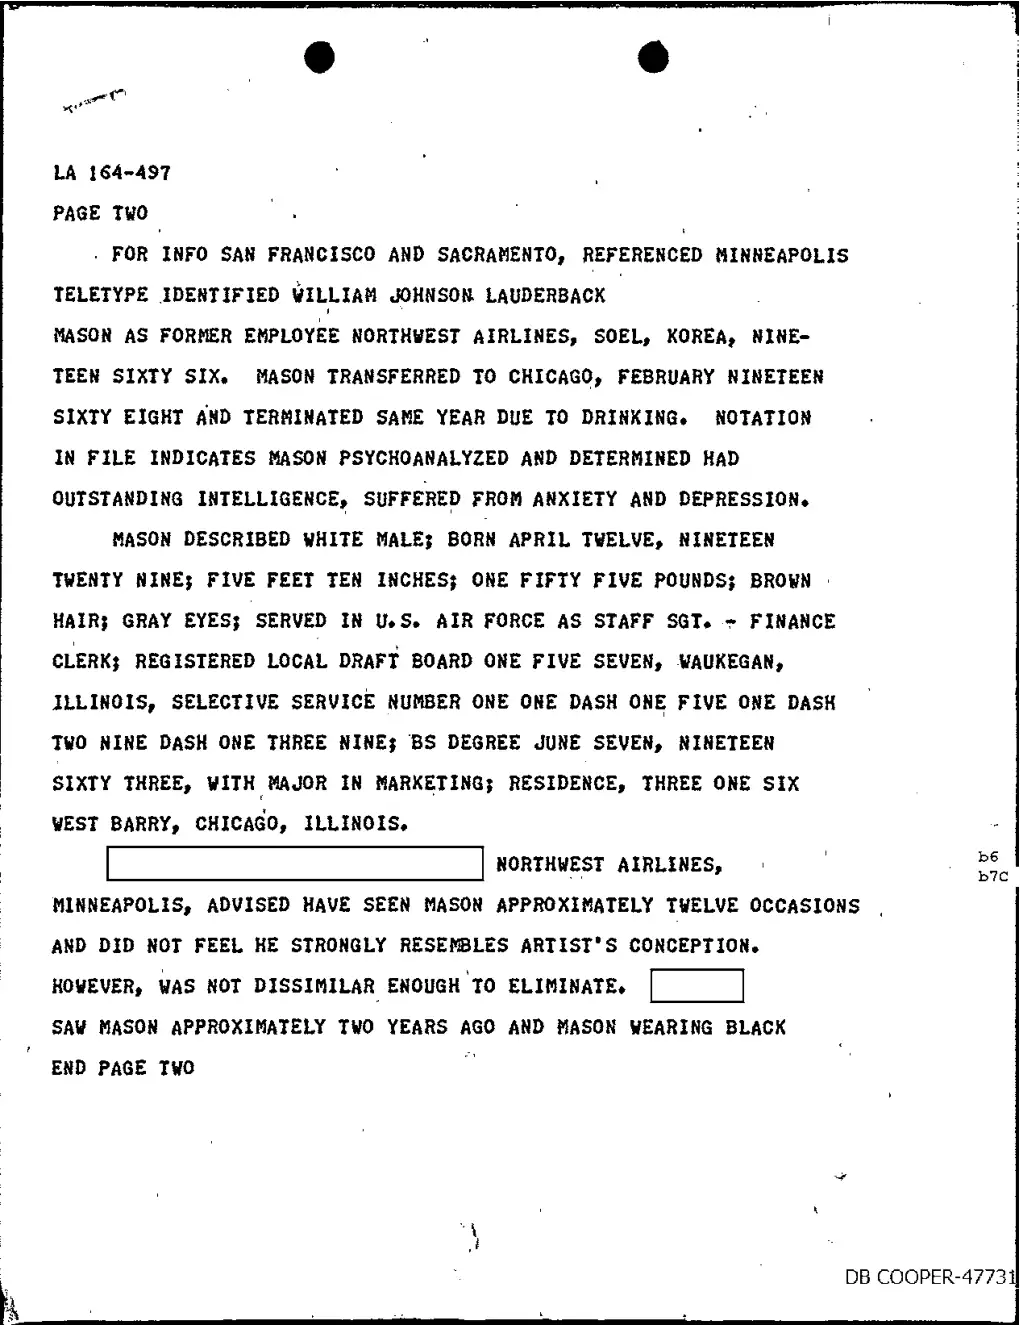 LA 164-497
PAGE TWO
FOR INFO SAN FRANCISCO AND SACRAMENTO, REFERENCED MINNEAPOLIS
TELETYPE IDENTIFIED WILLIAM JOHNSON LAUDERBACK
MASON AS FORMER EMPLOYEE NORTHWEST AIRLINES, SOEL, KOREA, NINE-
TEEN SIXTY SIX. MASON TRANSFERRED TO CHICAGO, FEBRUARY NINETEEN
SIXTY EIGHT AND TERMINATED SAME YEAR DUE TO DRINKING. NOTATION
IN FILE INDICATES MASON PSYCHOANALYZED AND DETERMINED HAD
OUTSTANDING INTELLIGENCE, SUFFERED FROM ANXIETY AND DEPRESSION.
MASON DESCRIBED WHITE MALE; BORN APRIL TWELVE, NINETEEN
TWENTY NINE; FIVE FEET TEN INCHES; ONE FIFTY FIVE POUNDS; BROWN
HAIR; GRAY EYES; SERVED IN U.S. AIR FORCE AS STAFF SGT. - FINANCE
CLERK; REGISTERED LOCAL DRAFT BOARD ONE FIVE SEVEN, WAUKEGAN,
ILLINOIS, SELECTIVE SERVICE NUMBER ONE ONE DASH ONE FIVE ONE DASH
TWO NINE DASH ONE THREE NINE; BS DEGREE JUNE SEVEN, NINETEEN
SIXTY THREE, WITH MAJOR IN MARKETING; RESIDENCE, THREE ONE SIX
WEST BARRY, CHICAGO, ILLINOIS.
NORTHWEST AIRLINES,
b6
b7C
MINNEAPOLIS, ADVISED HAVE SEEN MASON APPROXIMATELY TWELVE OCCASIONS
AND DID NOT FEEL HE STRONGLY RESEMBLES ARTIST'S CONCEPTION.
HOWEVER, WAS NOT DISSIMILAR ENOUGH TO ELIMINATE.
SAW MASON APPROXIMATELY TWO YEARS AGO AND MASON WEARING BLACK
END PAGE TWO
DB COOPER-47731